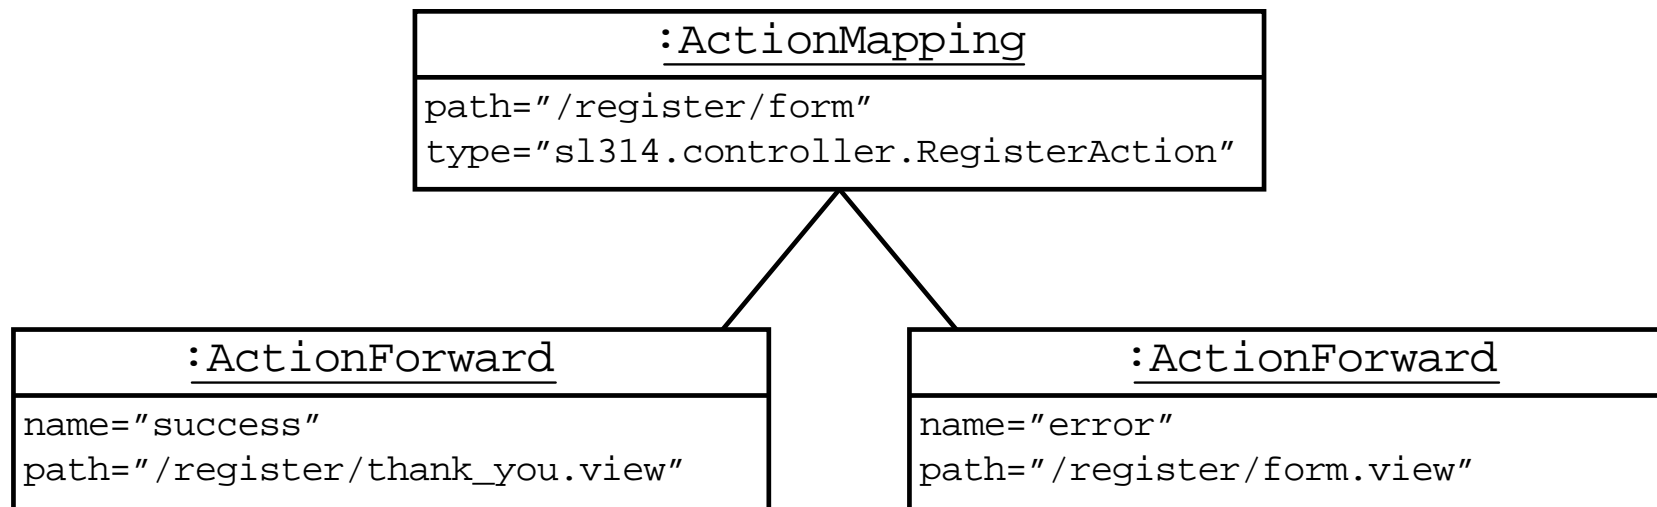 :ActionMapping
path="/register/form"
type="sl314.controller.RegisterAction"
:ActionForward
name="success"
path="/register/thank_you.view"
:ActionForward
name="error"
path="/register/form.view"